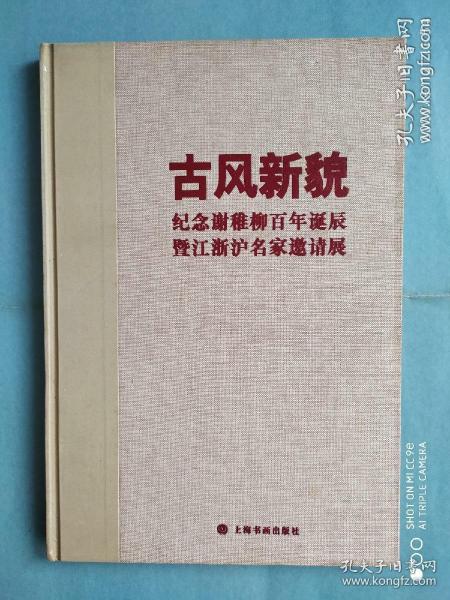 古风新貌
纪念谢稚柳百年诞辰
暨江浙沪名家邀请展
上海书画出版社
孔夫子旧书网
www.kongfz.com
SHOT ON MI CC 9E
AI TRIPLE CAMERA
孔夫子旧书网
www.kongfz.com